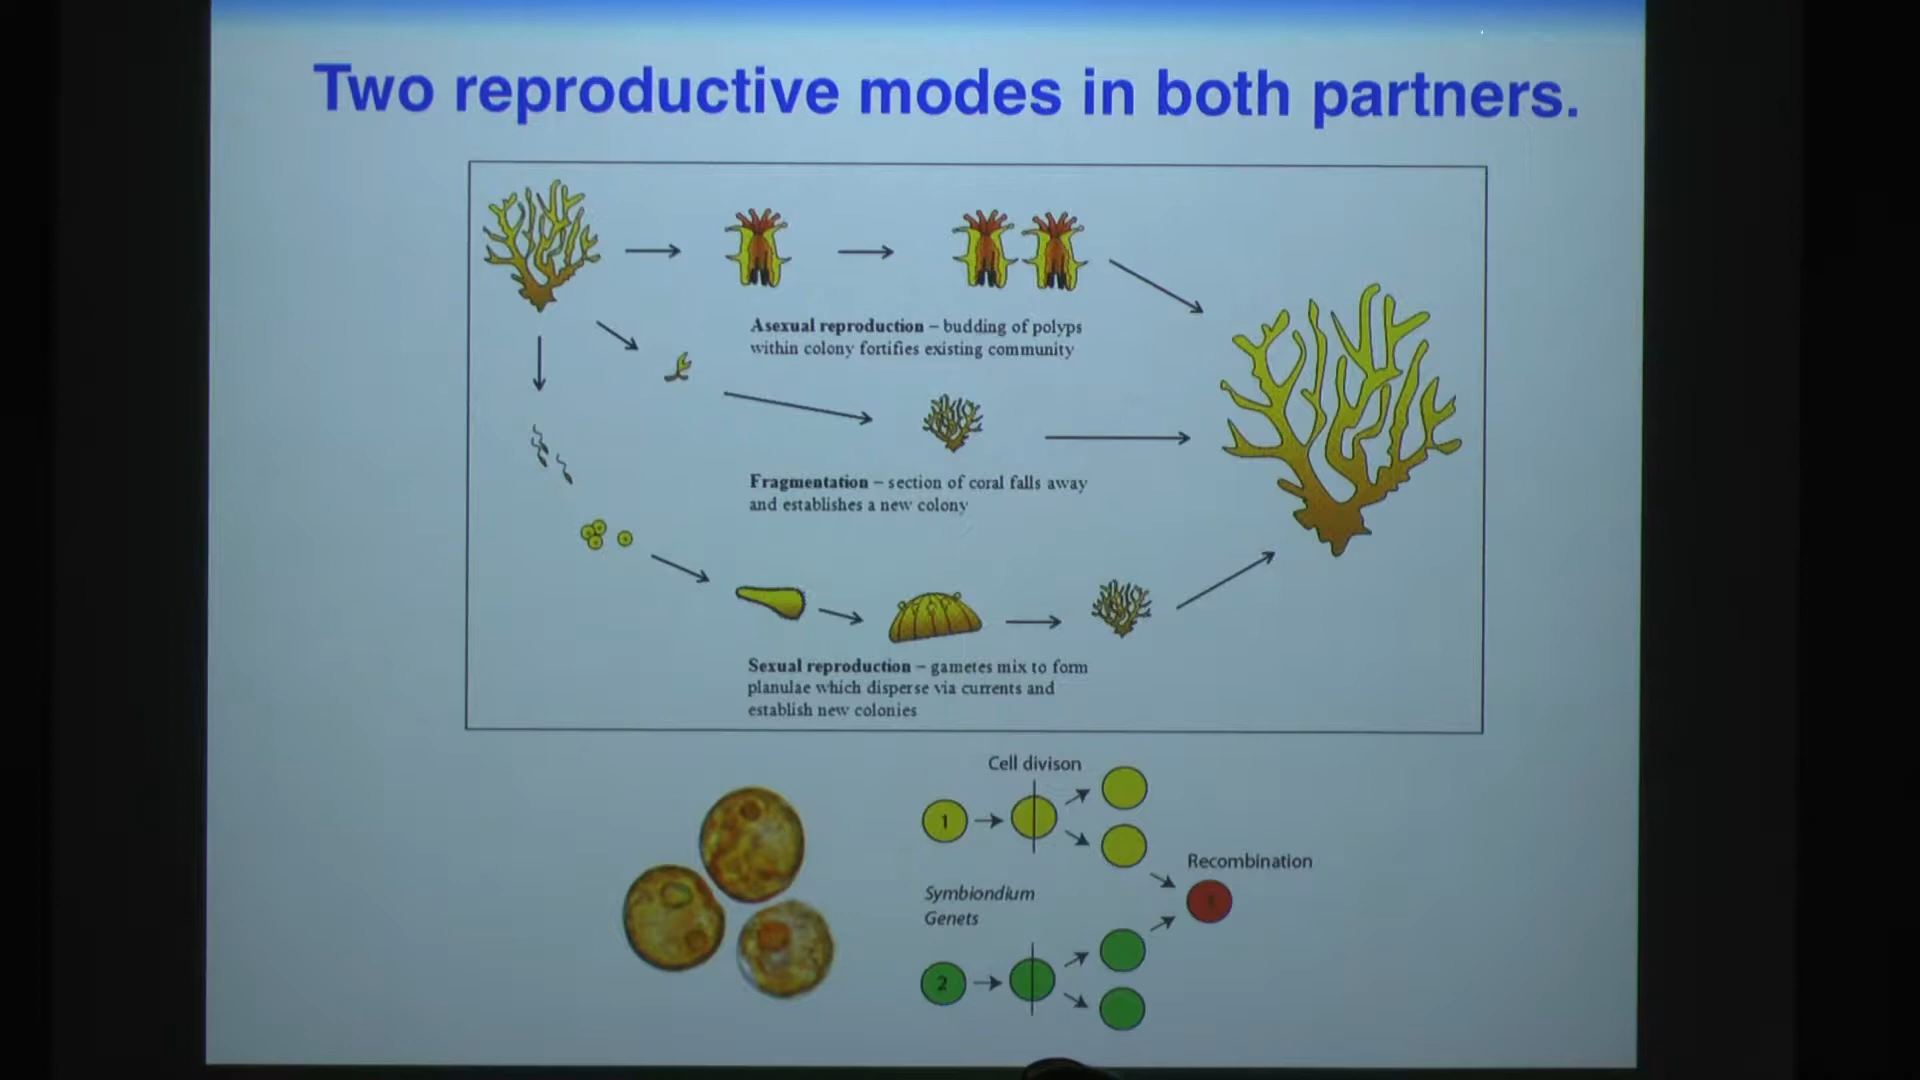 Two reproductive modes in both partners.
Asexual reproduction – budding of polyps
within colony fortifies existing community
Fragmentation – section of coral falls away
and establishes a new colony
Sexual reproduction – gametes mix to form
planulae which disperse via currents and
establish new colonies
Cell divison
1
Recombination
Symbiondium
Genets
2